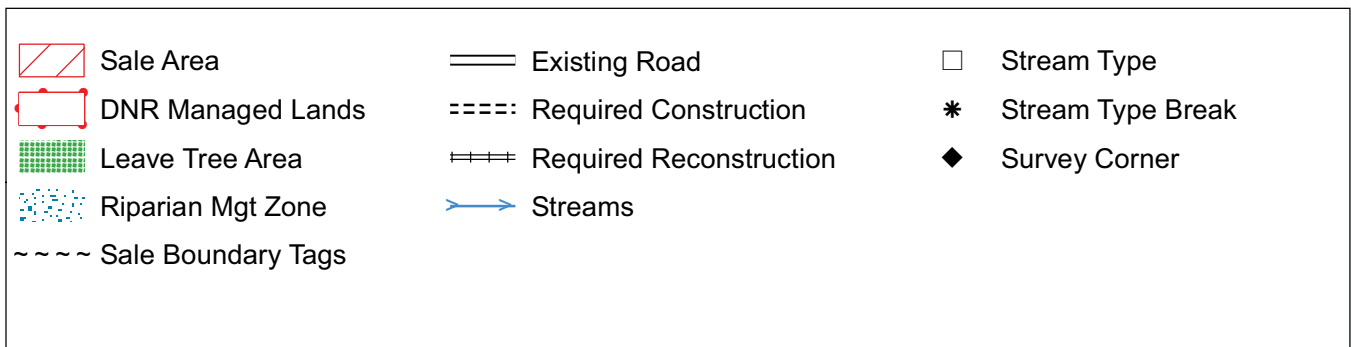 Sale Area
DNR Managed Lands
Leave Tree Area
Riparian Mgt Zone
Sale Boundary Tags
Existing Road
Required Construction
Required Reconstruction
Streams
Stream Type
Stream Type Break
Survey Corner